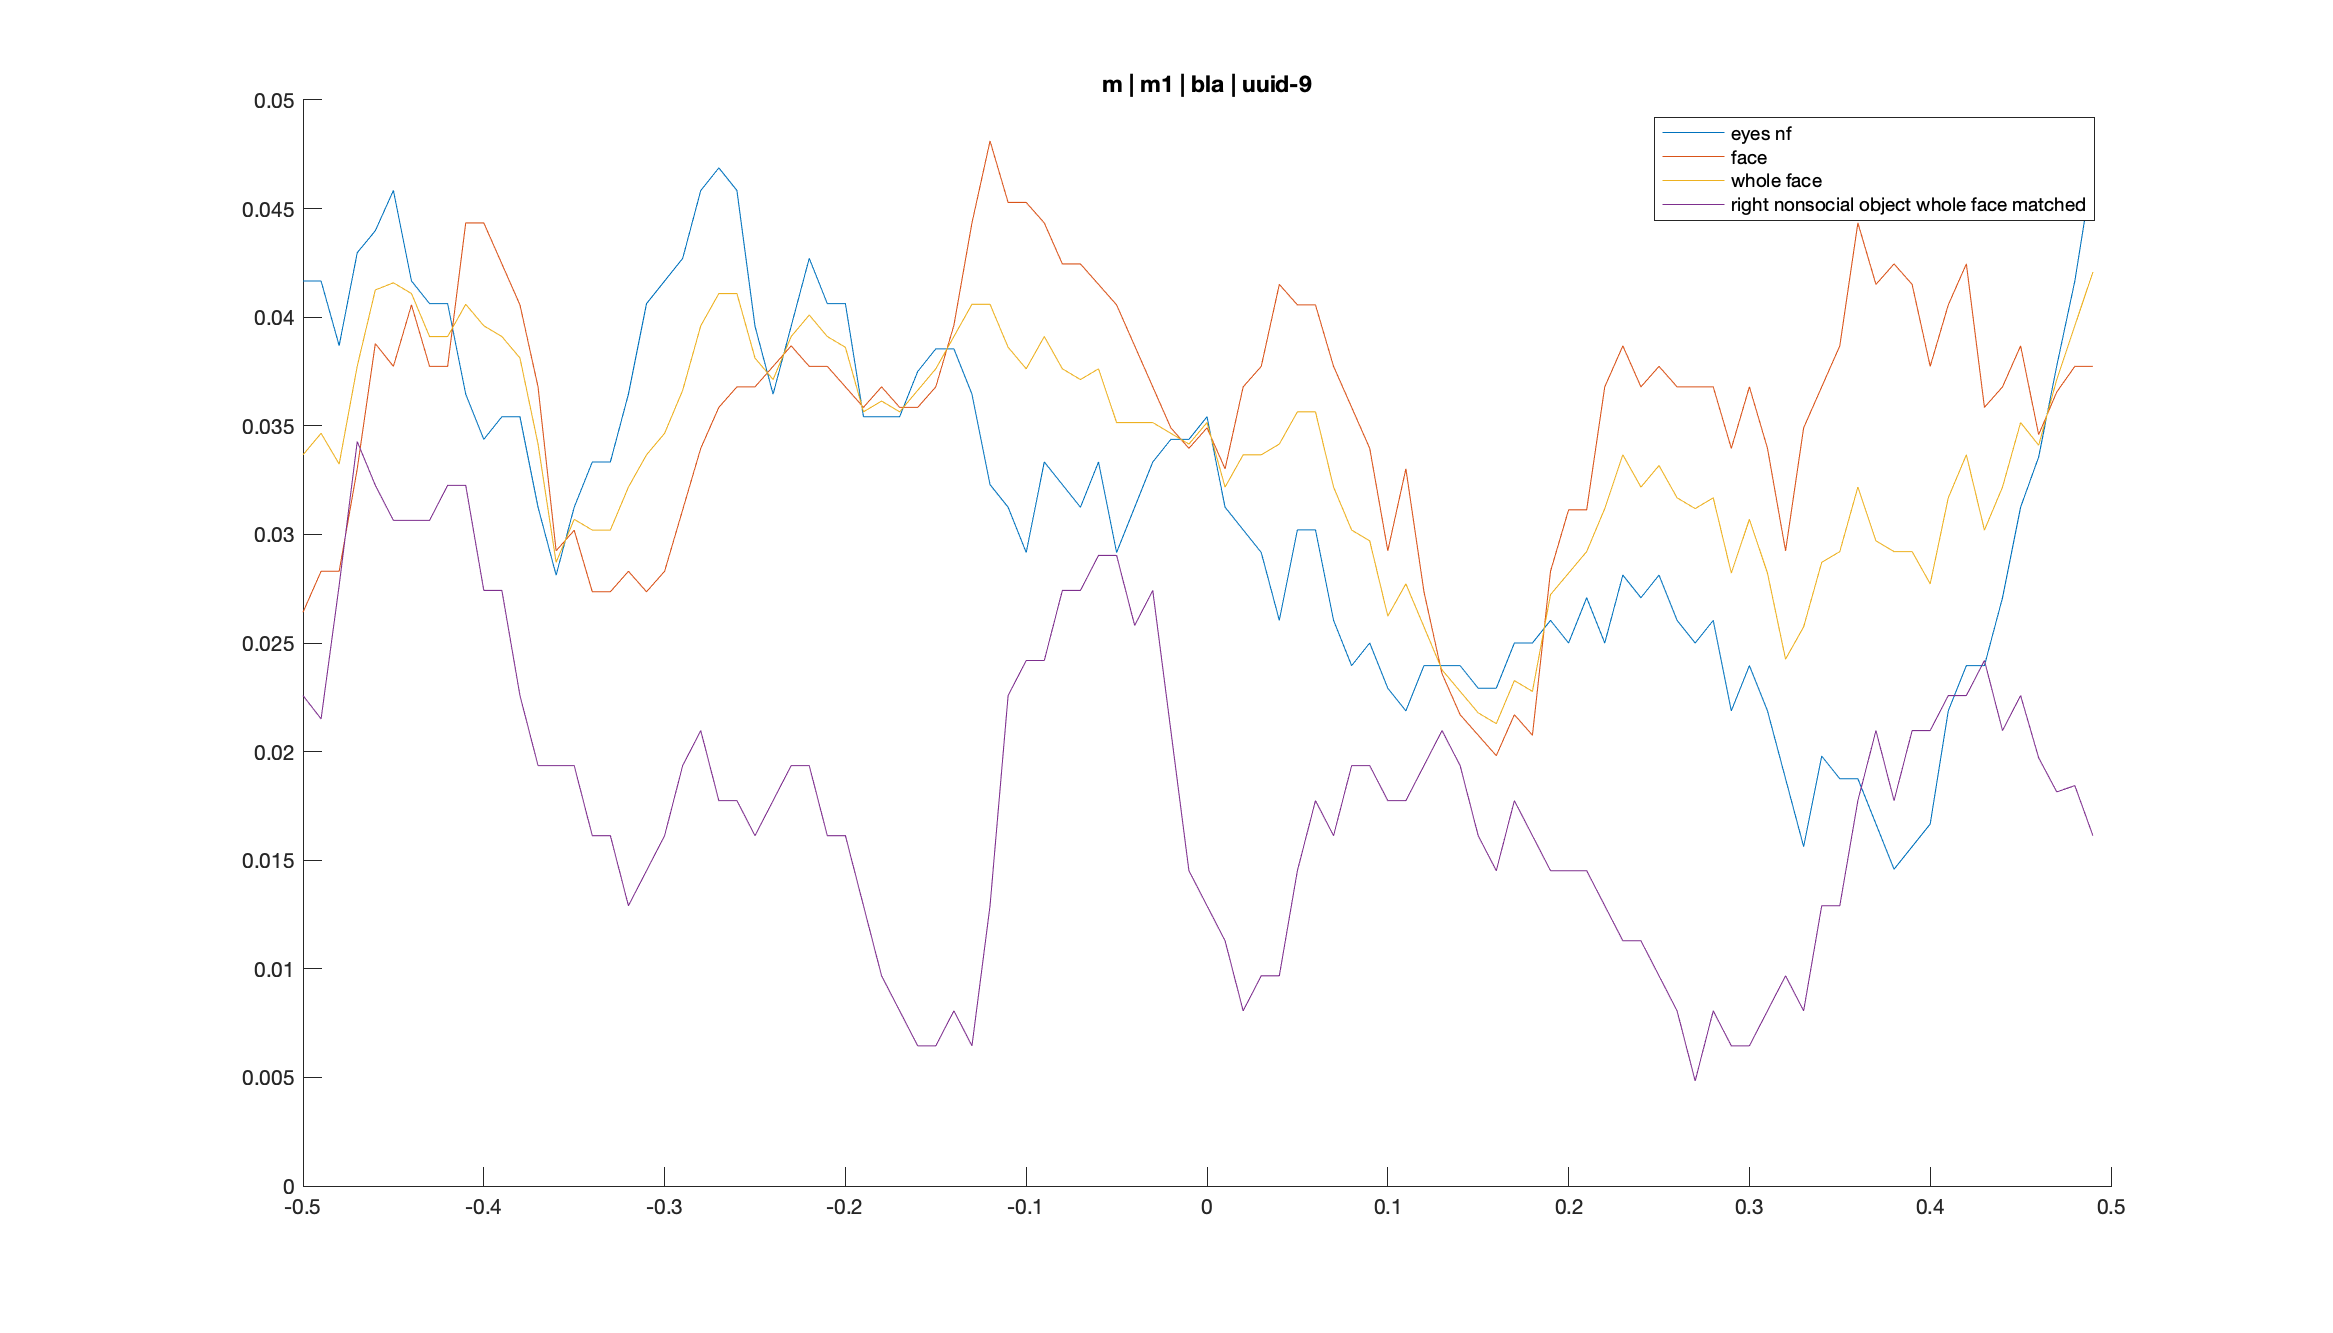 m | m1 | bla | uuid-9
eyes nf
face
whole face
right nonsocial object whole face matched
0.05
0.045
0.04
0.035
0.03
0.025
0.02
0.015
0.01
0.005
0
-0.5 -0.4 -0.3 -0.2 -0.1 0 0.1 0.2 0.3 0.4 0.5